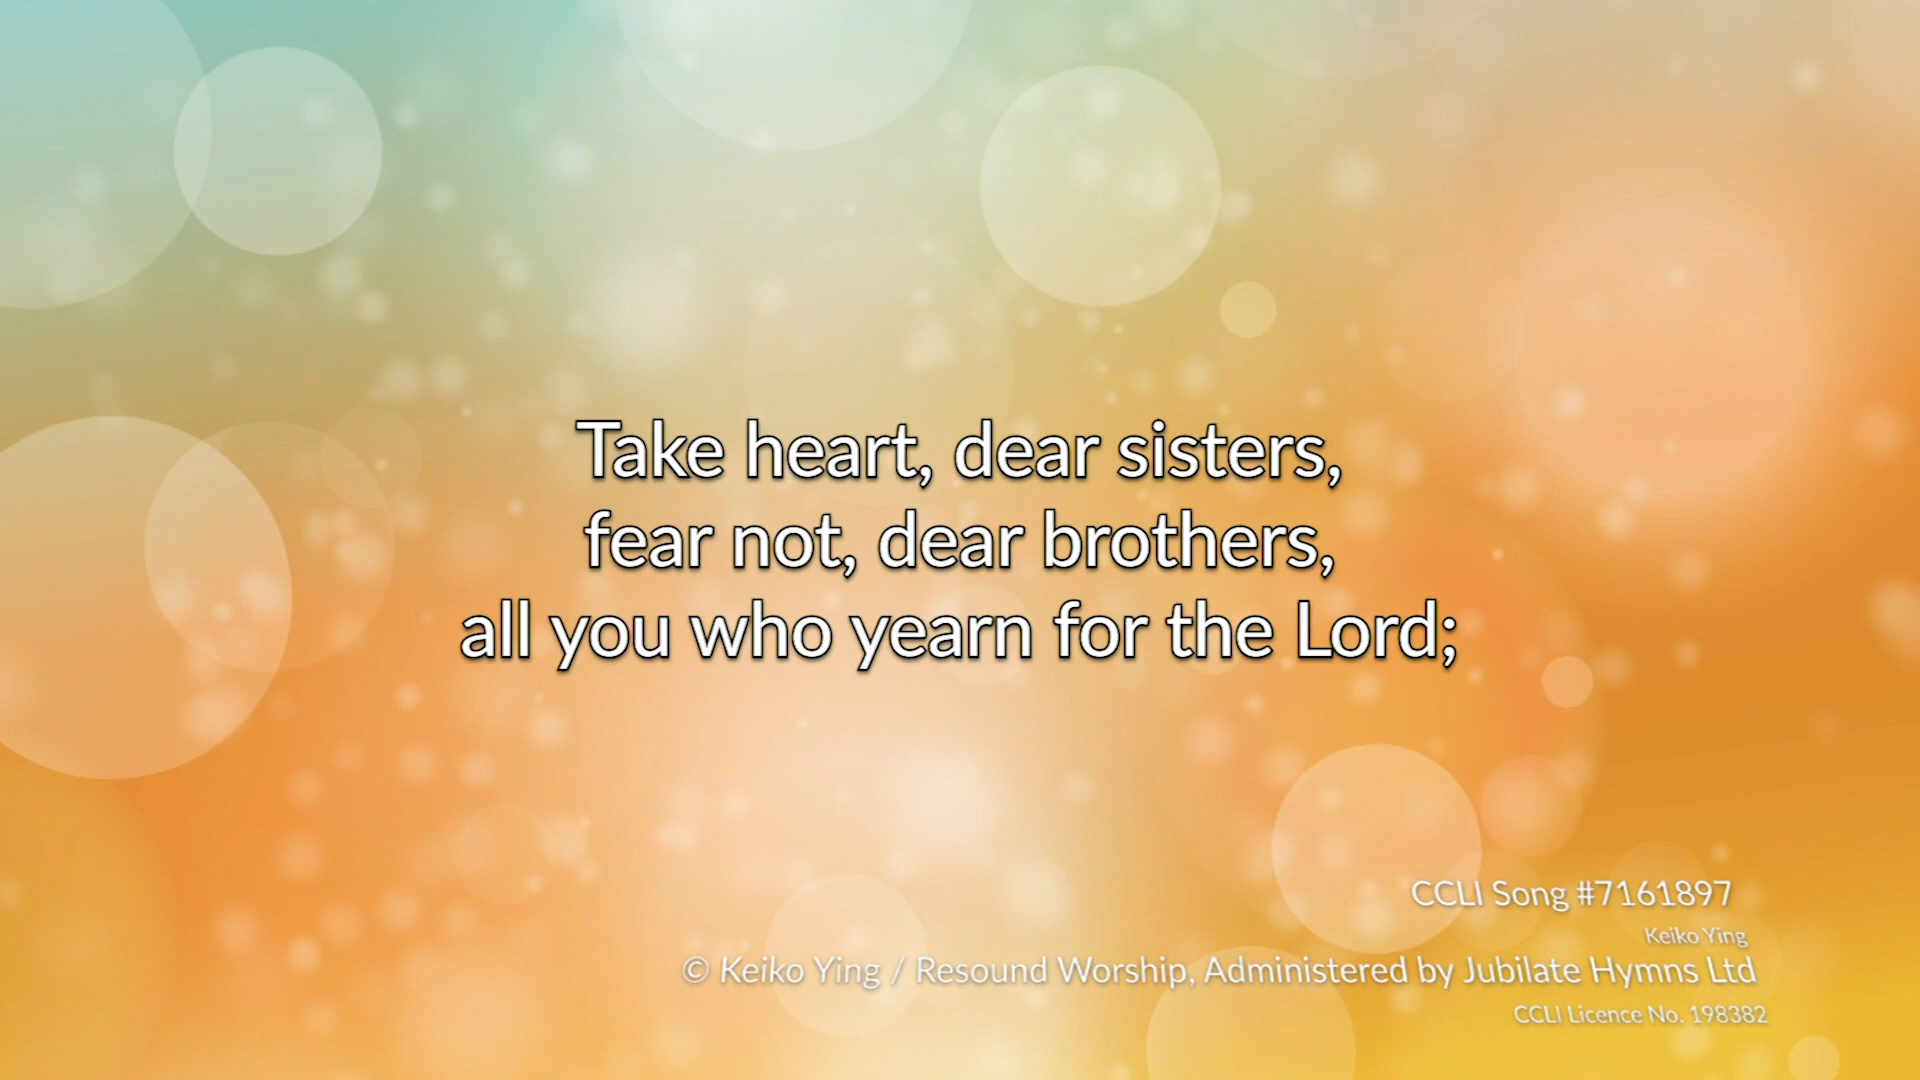 Take heart, dear sisters,
fear not, dear brothers,
all you who yearn for the Lord;
CCLI Song #7161897
Keiko Ying
© Keiko Ying / Resound Worship, Administered by Jubilate Hymns Ltd
CCLI Licence No. 198382